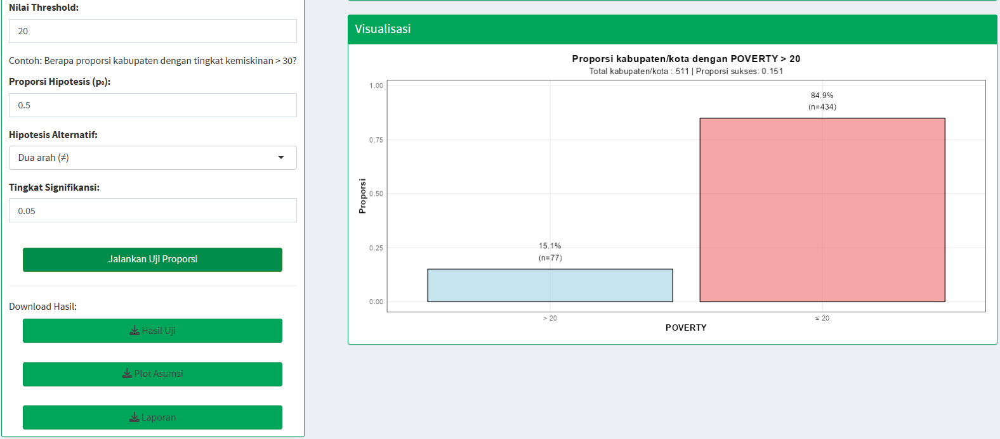 Nilai Threshold:
20
Contoh: Berapa proporsi kabupaten dengan tingkat kemiskinan > 30?
Proporsi Hipotesis (p₀):
0.5
Hipotesis Alternatif:
Dua arah (≠)
Tingkat Signifikansi:
0.05
Jalankan Uji Proporsi
Download Hasil:
Hasil Uji
Plot Asumsi
Laporan
Visualisasi
Proporsi kabupaten/kota dengan POVERTY > 20
Total kabupaten/kota : 511 | Proporsi sukses: 0.151
1.00
0.75
0.50
0.25
0.00
Proporsi
15.1%
(n=77)
84.9%
(n=434)
> 20
≤ 20
POVERTY